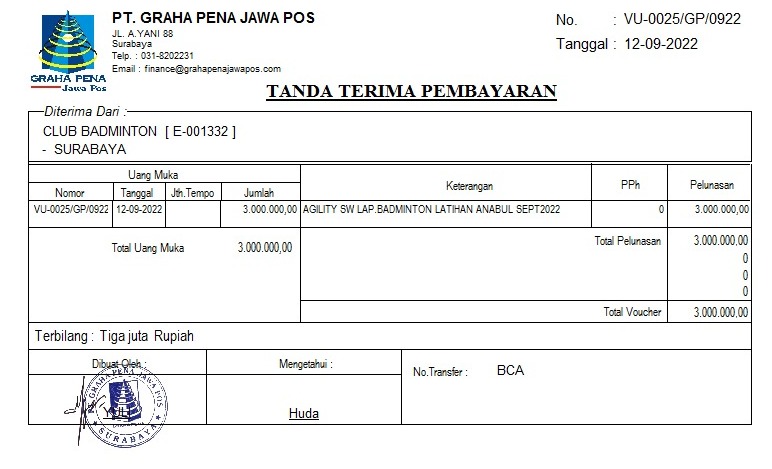 PT. GRAHA PENA JAWA POS
JL. A.YANI 88
Surabaya
Telp. : 031-8202231
Email : finance@grahapenajawapos.com
GRAHA PENA
Jawa Pos
No. : VU-0025/GP/0922
Tanggal : 12-09-2022
TANDA TERIMA PEMBAYARAN
Diterima Dari :
CLUB BADMINTON [ E-001332 ]
- SURABAYA
Uang Muka Keterangan PPh Pelunasan
Nomor Tanggal Jth.Tempo Jumlah
VU-0025/GP/0922 12-09-2022 3.000.000,00 AGILITY SW LAP.BADMINTON LATIHAN ANABUL SEPT2022 0 3.000.000,00
Total Uang Muka 3.000.000,00
Total Pelunasan 3.000.000,00
0
0
0
Total Voucher 3.000.000,00
Terbilang : Tiga juta Rupiah
Dibuat Oleh : Mengetahui : No.Transfer : BCA
PT. GRAHA PENA JAWA POS
SURABAYA
Huda